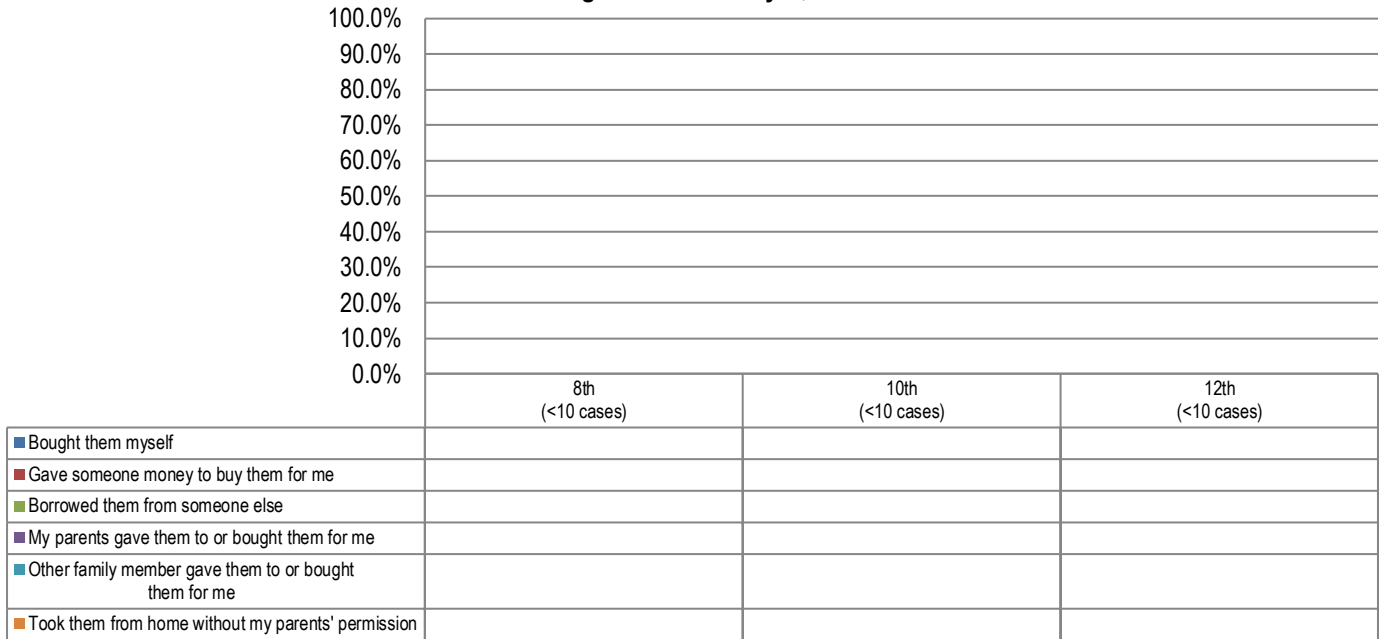 100.0%
90.0%
80.0%
70.0%
60.0%
50.0%
40.0%
30.0%
20.0%
10.0%
0.0%
8th 10th 12th
(<10 cases) (<10 cases) (<10 cases)
Bought them myself
Gave someone money to buy them for me
Borrowed them from someone else
My parents gave them to or bought them for me
Other family member gave them to or bought
them for me
Took them from home without my parents' permission